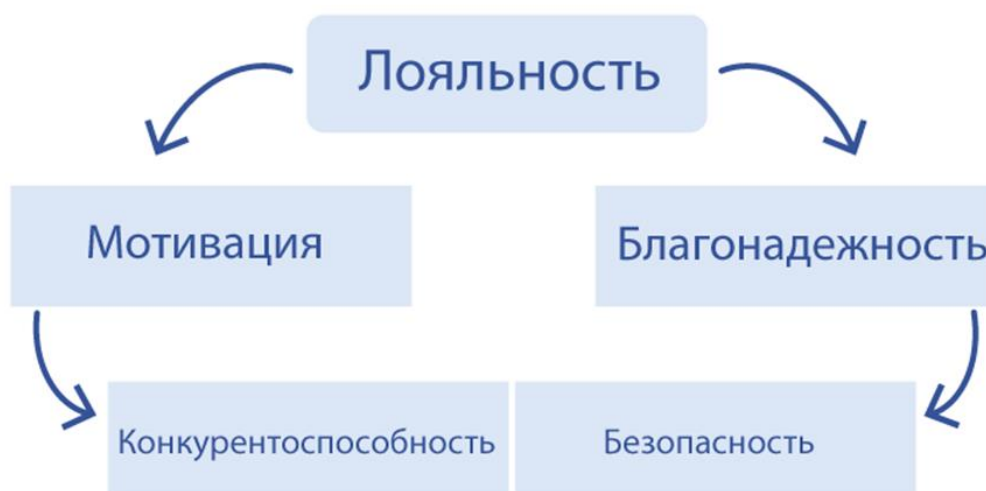 Лояльность
Мотивация
Благонадежность
Конкурентоспособность
Безопасность